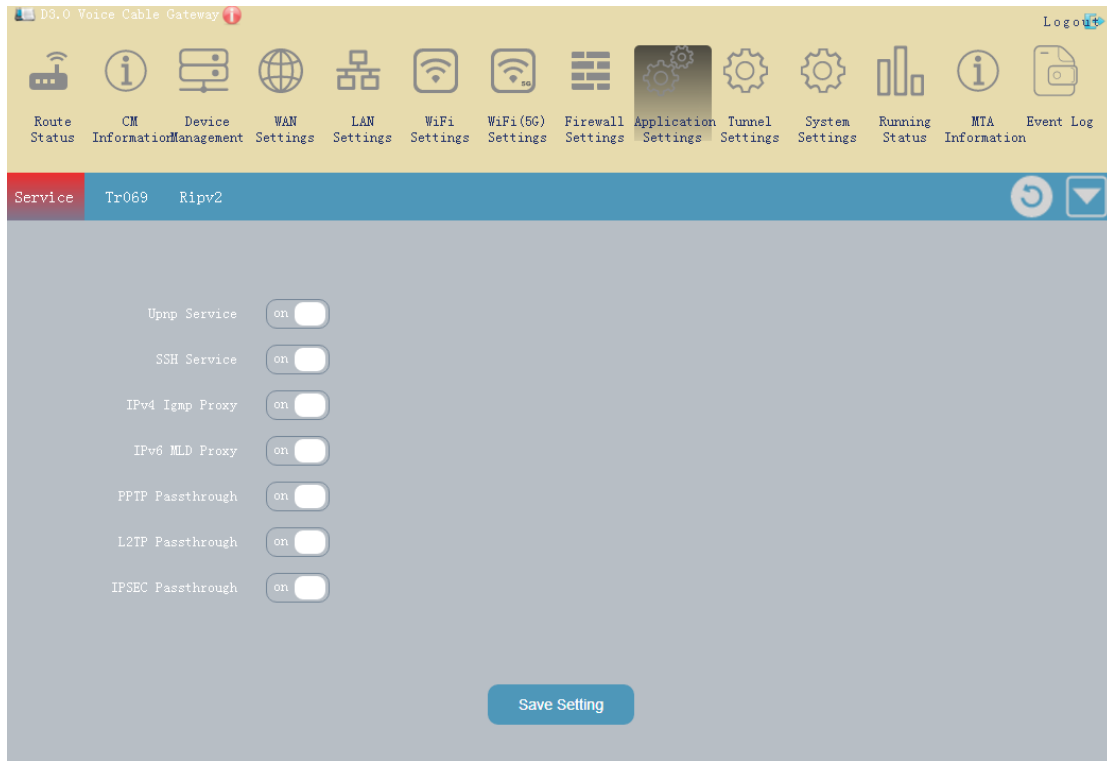 D3.0 Voice Cable Gateway
Logout
Route Status
CM Information
Device Management
WAN Settings
LAN Settings
WiFi Settings
5G
WiFi(5G) Settings
Firewall Settings
Application Settings
Tunnel Settings
System Settings
Running Status
MTA Information
Event Log
Service Tr069 Ripv2
Upnp Service on
SSH Service on
IPv4 Igmp Proxy on
IPv6 MLD Proxy on
PPTP Passthrough on
L2TP Passthrough on
IPSEC Passthrough on
Save Setting